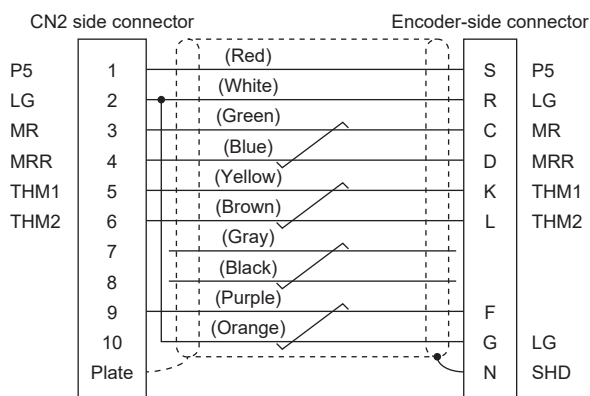 CN2 side connector Encoder-side connector
P5 1 (Red) S P5
LG 2 (White) R LG
MR 3 (Green) C MR
MRR 4 (Blue) D MRR
THM1 5 (Yellow) K THM1
THM2 6 (Brown) L THM2
7 (Gray)
8 (Black)
9 (Purple) F
10 (Orange) G LG
Plate N SHD